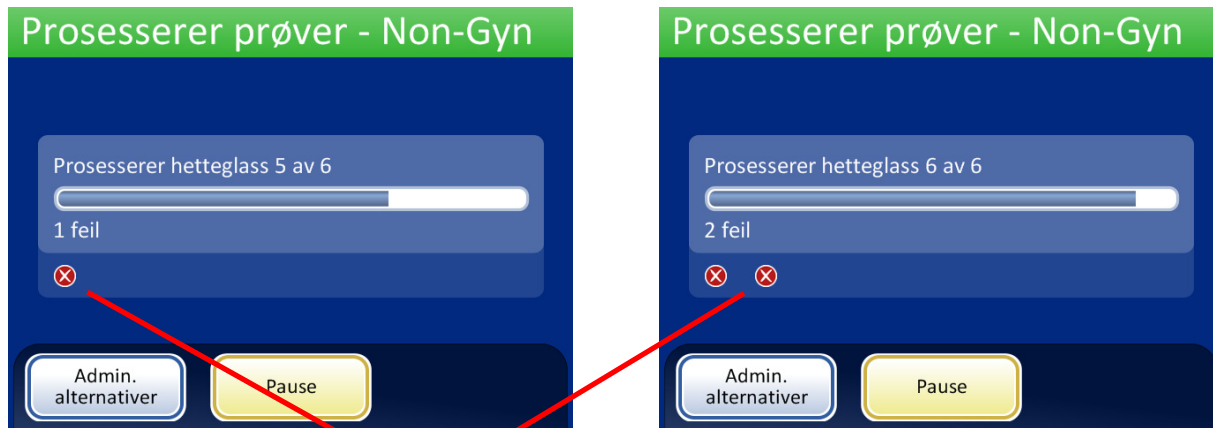 Prosesserer prøver - Non-Gyn
Prosesserer hetteglass 5 av 6
1 feil
Admin.
alternativer
Pause
Prosesserer prøver - Non-Gyn
Prosesserer hetteglass 6 av 6
2 feil
Admin.
alternativer
Pause